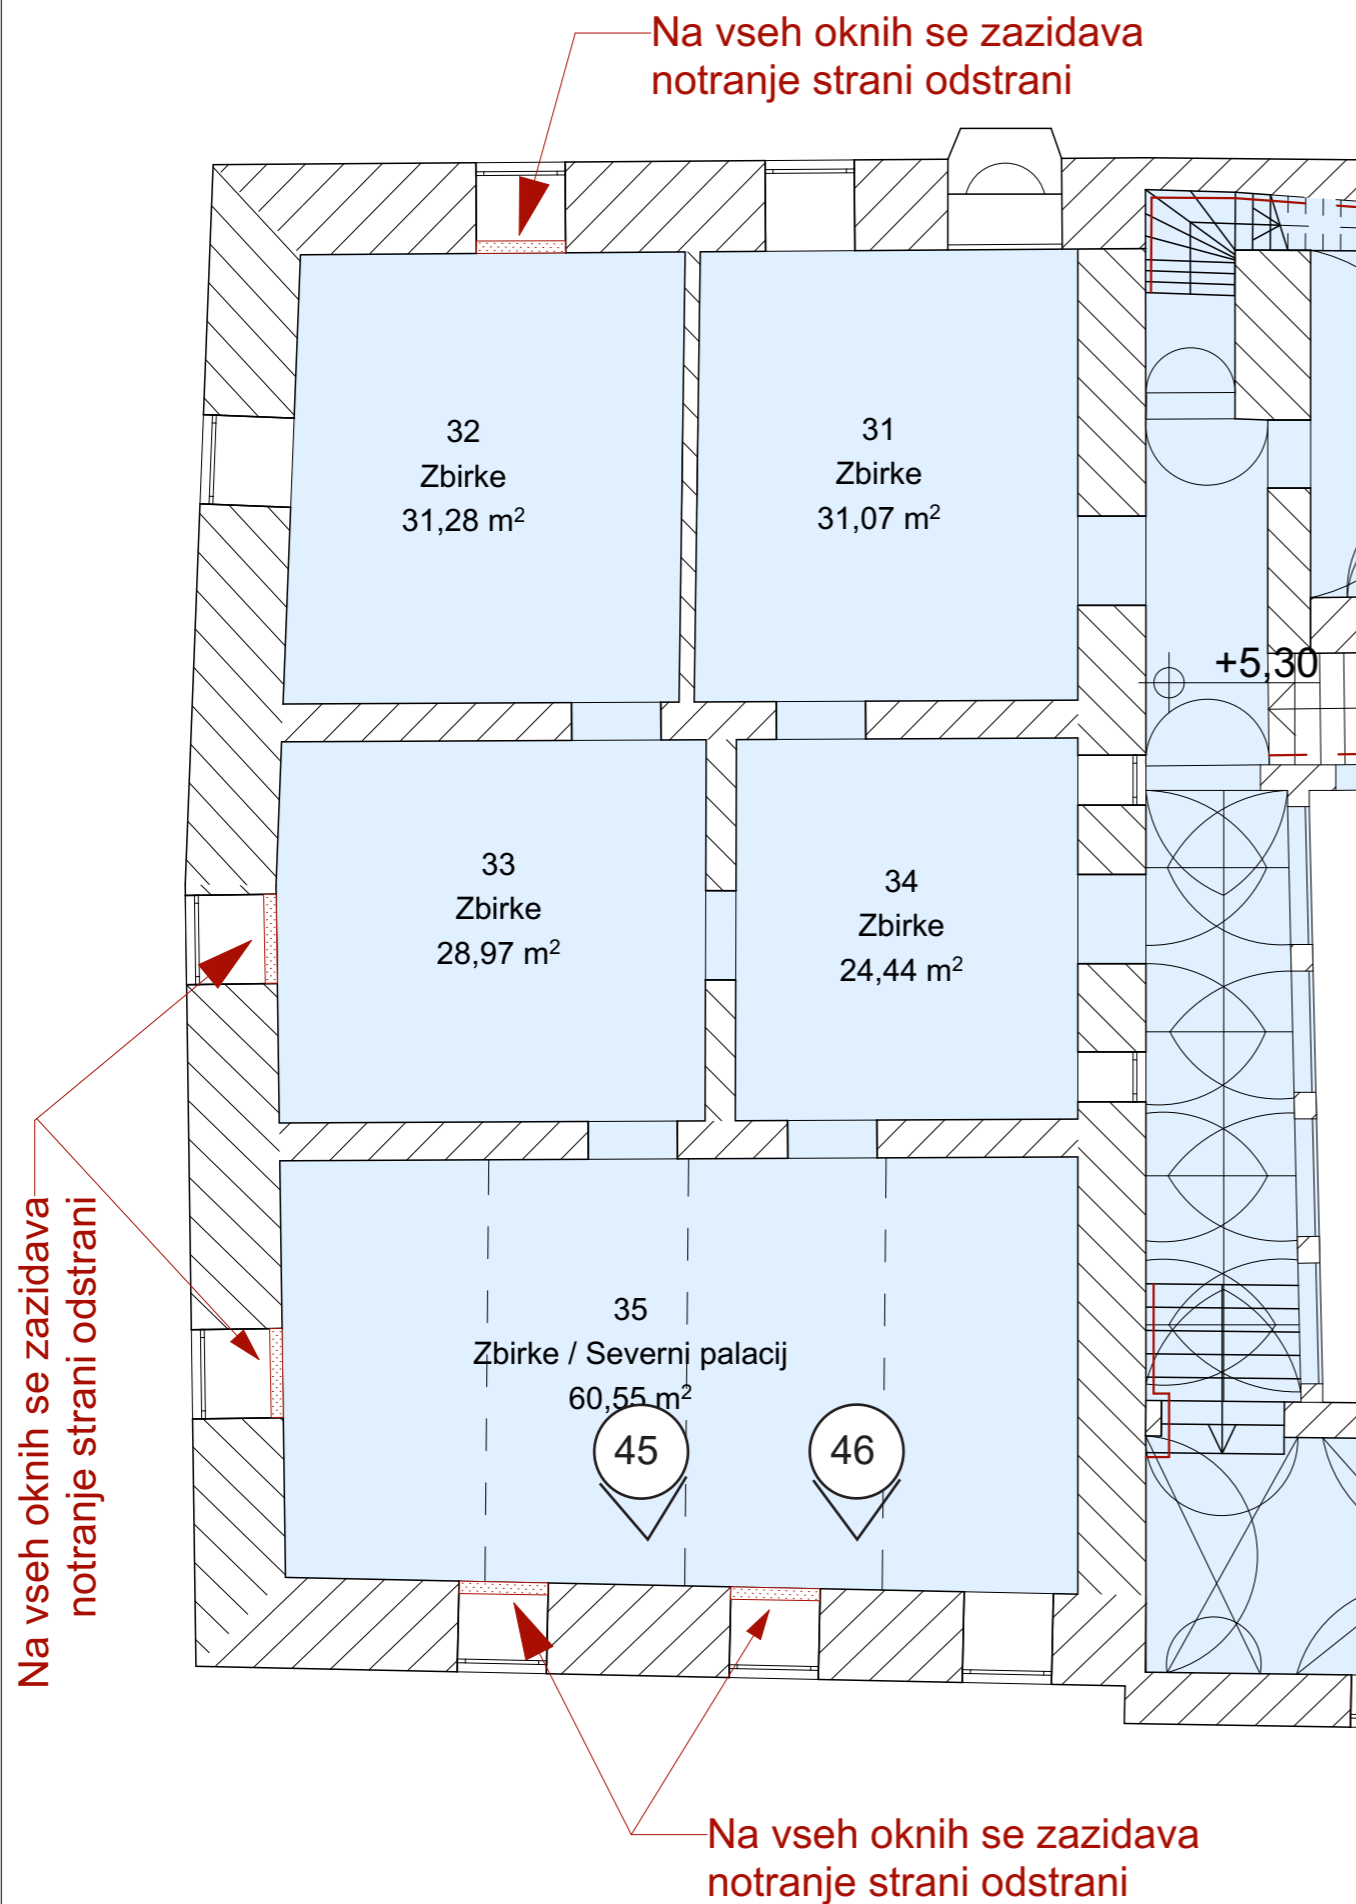 Na vseh oknih se zazidava
notranje strani odstrani
32
Zbirke
31,28 m²
31
Zbirke
31,07 m²
+5,30
33
Zbirke
28,97 m²
34
Zbirke
24,44 m²
Na vseh oknih se zazidava
notranje strani odstrani
35
Zbirke / Severni palacij
60,55 m²
45
46
Na vseh oknih se zazidava
notranje strani odstrani